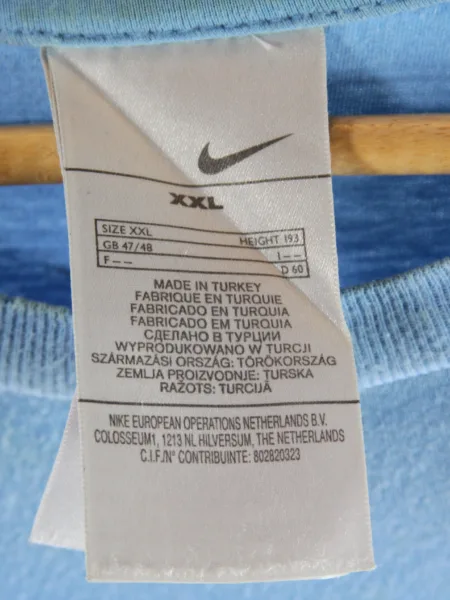 XXL
SIZE XXL
GB 47/48 HEIGHT 193
F -- I --
D 60
MADE IN TURKEY
FABRIQUE EN TURQUIE
FABRICADO EN TURQUIA
FABRICADO EM TURQUIA
СДЕЛАНО В ТУРЦИИ
WYPRODUKOWANO W TURCJI
SZÁRMAZÁSI ORSZÁG: TÖRÖKORSZÁG
ZEMLJA PROIZVODNJE: TURSKA
RAŽOTS: TURCIJĀ
NIKE EUROPEAN OPERATIONS NETHERLANDS B.V.
COLOSSEUM1, 1213 NL HILVERSUM, THE NETHERLANDS
C.I.F./N° CONTRIBUINTE: 802820323